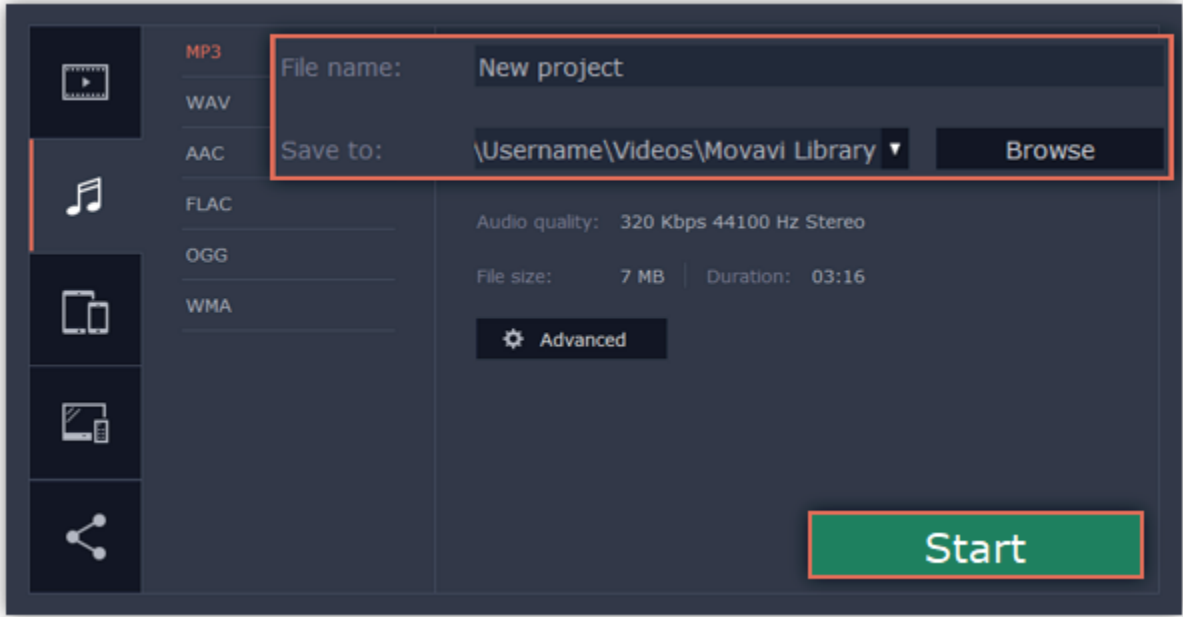 MP3
WAV
AAC
FLAC
OGG
WMA
File name: New project
Save to: \Username\Videos\Movavi Library ▼ Browse
Audio quality: 320 Kbps 44100 Hz Stereo
File size: 7 MB Duration: 03:16
Advanced
Start